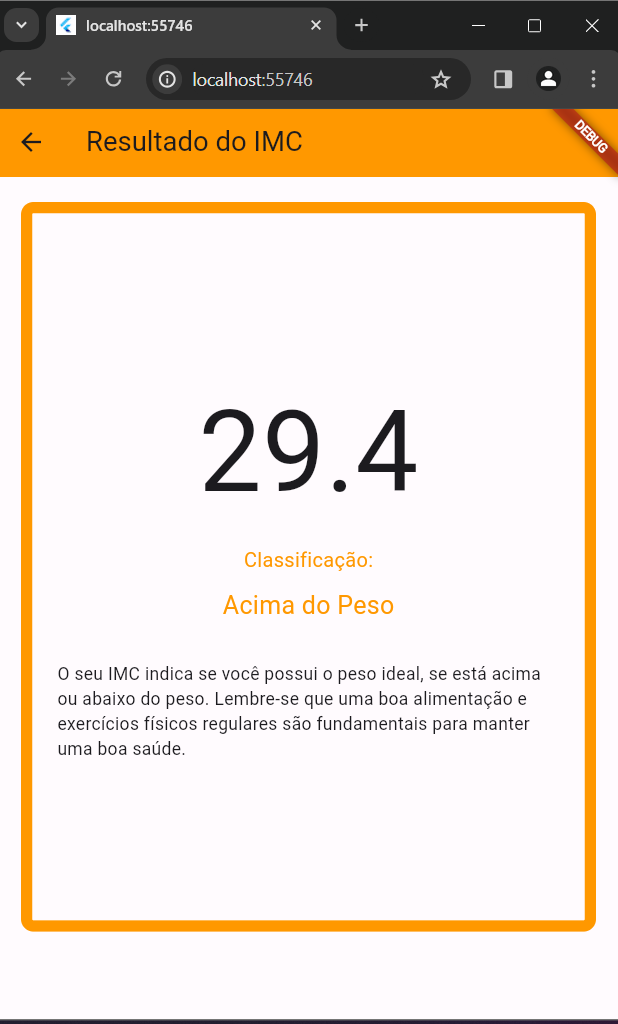 localhost:55746
localhost:55746
Resultado do IMC
DEBUG
29.4
Classificação:
Acima do Peso
O seu IMC indica se você possui o peso ideal, se está acima
ou abaixo do peso. Lembre-se que uma boa alimentação e
exercícios físicos regulares são fundamentais para manter
uma boa saúde.